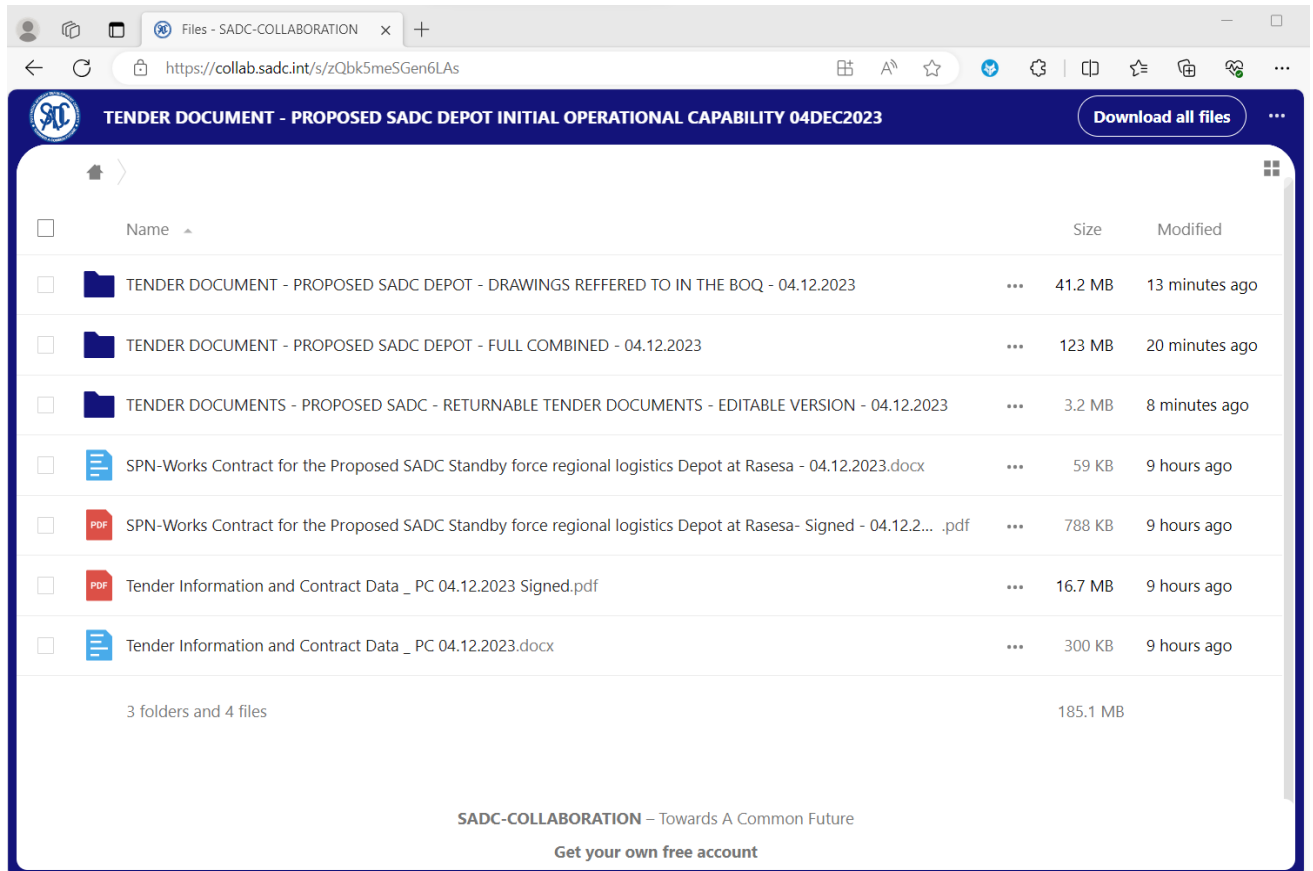 Files - SADC-COLLABORATION
https://collab.sadc.int/s/zQbk5meSGen6LAs
SADC TENDER DOCUMENT - PROPOSED SADC DEPOT INITIAL OPERATIONAL CAPABILITY 04DEC2023 Download all files
Name Size Modified
TENDER DOCUMENT - PROPOSED SADC DEPOT - DRAWINGS REFFERED TO IN THE BOQ - 04.12.2023 41.2 MB 13 minutes ago
TENDER DOCUMENT - PROPOSED SADC DEPOT - FULL COMBINED - 04.12.2023 123 MB 20 minutes ago
TENDER DOCUMENTS - PROPOSED SADC - RETURNABLE TENDER DOCUMENTS - EDITABLE VERSION - 04.12.2023 3.2 MB 8 minutes ago
SPN-Works Contract for the Proposed SADC Standby force regional logistics Depot at Rasesa - 04.12.2023.docx 59 KB 9 hours ago
PDF SPN-Works Contract for the Proposed SADC Standby force regional logistics Depot at Rasesa- Signed - 04.12.2... .pdf 788 KB 9 hours ago
PDF Tender Information and Contract Data _ PC 04.12.2023 Signed.pdf 16.7 MB 9 hours ago
Tender Information and Contract Data _ PC 04.12.2023.docx 300 KB 9 hours ago
3 folders and 4 files 185.1 MB
SADC-COLLABORATION – Towards A Common Future
Get your own free account